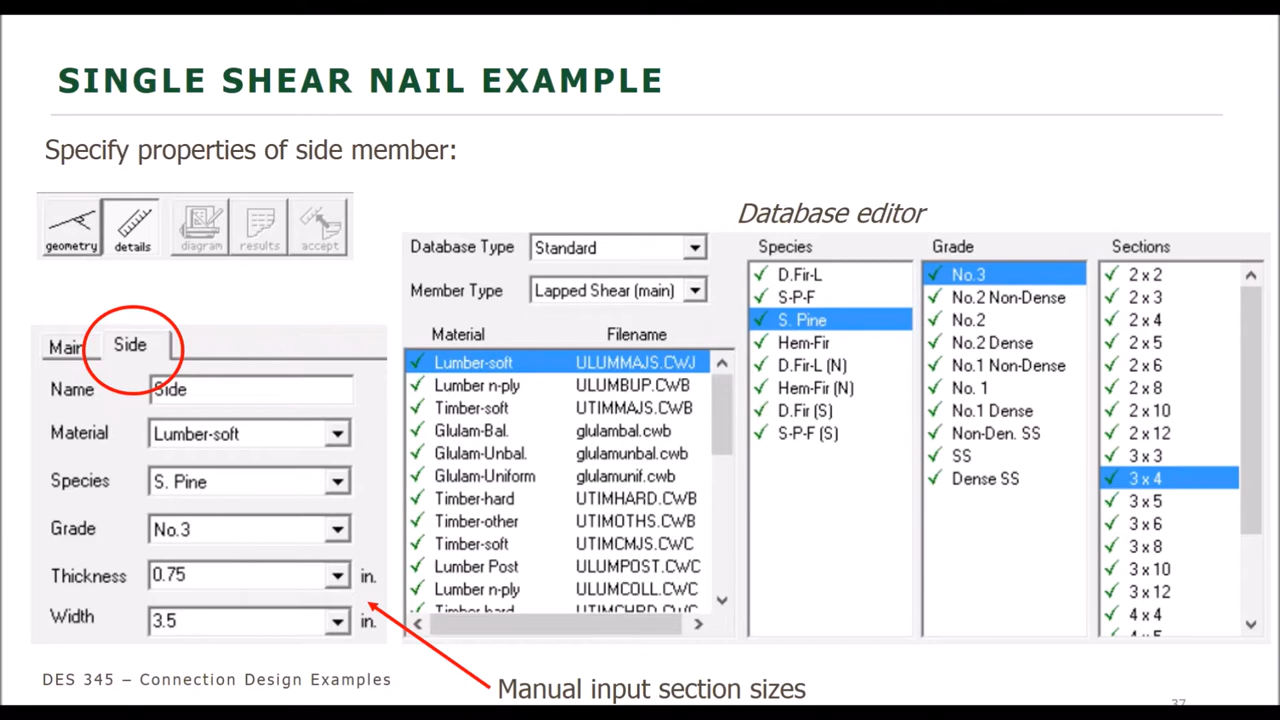 SINGLE SHEAR NAIL EXAMPLE
Specify properties of side member:
geometry
details
diagram
results
accept
Main
Side
Name
Side
Material
Lumber-soft
Species
S. Pine
Grade
No.3
Thickness
0.75
in.
Width
3.5
in.
Database editor
Database Type
Standard
Member Type
Lapped Shear (main)
Material Filename
Lumber-soft ULUMMAJS.CWJ
Lumber n-ply ULUMBUP.CWB
Timber-soft UTIMMAJS.CWB
Glulam-Bal. glulambal.cwb
Glulam-Unbal. glulamunbal.cwb
Glulam-Uniform glulamunif.cwb
Timber-hard UTIMHARD.CWB
Timber-other UTIMOTHS.CWB
Timber-soft UTIMCMJS.CWC
Lumber Post ULUMPOST.CWC
Lumber n-ply ULUMCOLL.CWC
Timber-hard UTIMCHRD.CWC
Species
D.Fir-L
S-P-F
S. Pine
Hem-Fir
D.Fir-L (N)
Hem-Fir (N)
D.Fir (S)
S-P-F (S)
Grade
No.3
No.2 Non-Dense
No.2
No.2 Dense
No.1 Non-Dense
No. 1
No.1 Dense
Non-Den. SS
SS
Dense SS
Sections
2 x 2
2 x 3
2 x 4
2 x 5
2 x 6
2 x 8
2 x 10
2 x 12
3 x 3
3 x 4
3 x 5
3 x 6
3 x 8
3 x 10
3 x 12
4 x 4
4 x 5
Manual input section sizes
DES 345 – Connection Design Examples
37